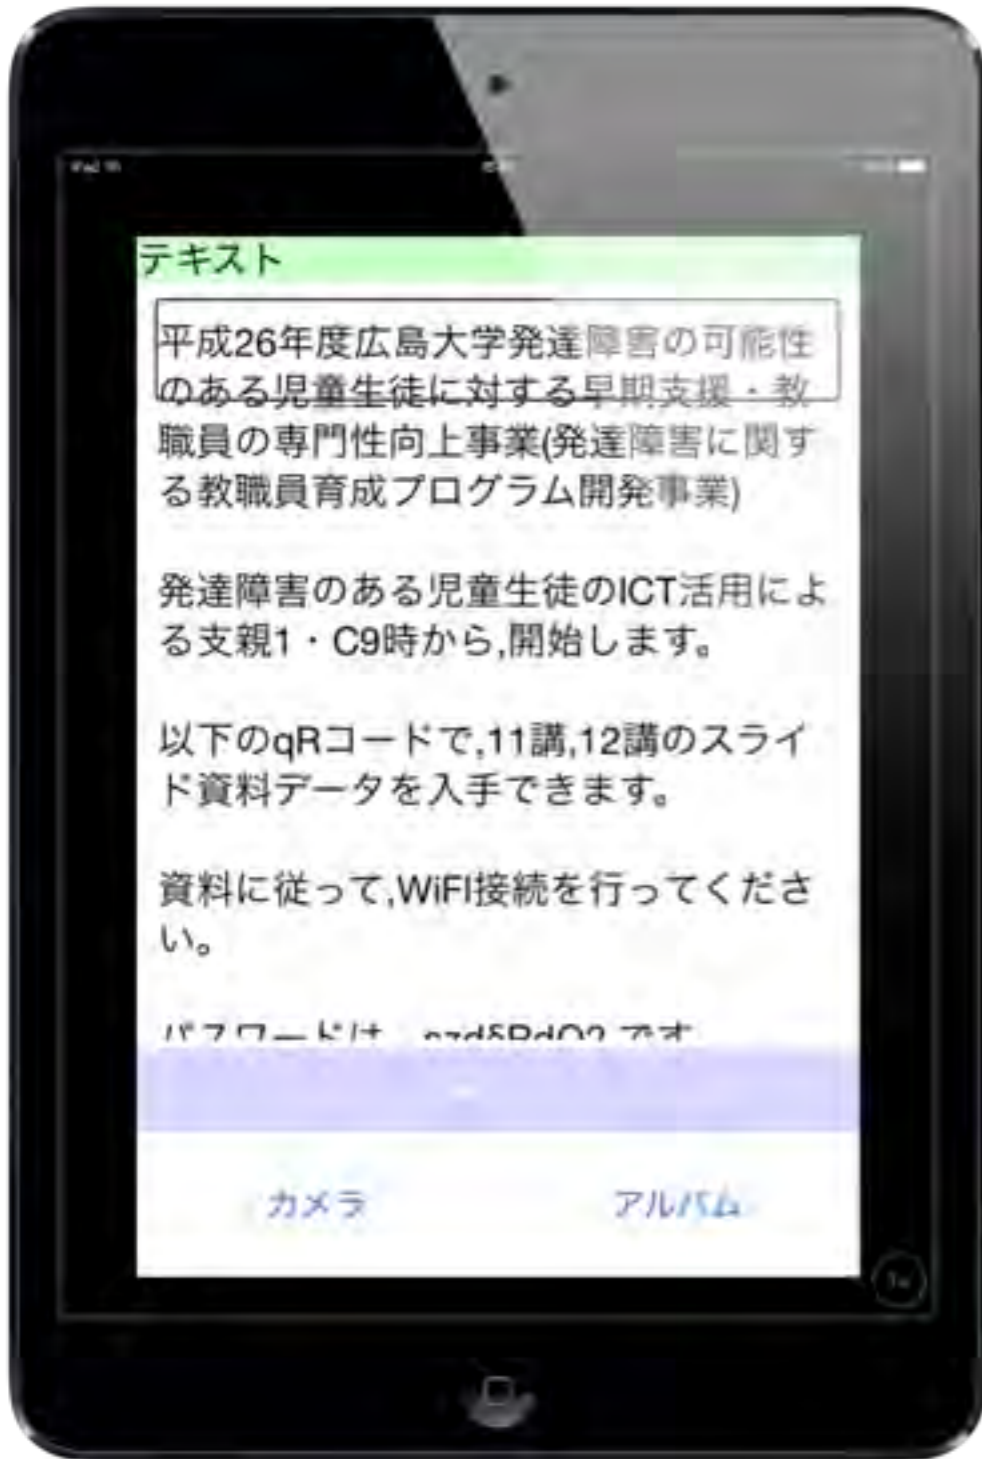 テキスト
平成26年度広島大学発達障害の可能性
のある児童生徒に対する早期支援・教
職員の専門性向上事業(発達障害に関す
る教職員育成プログラム開発事業)
発達障害のある児童生徒のICT活用によ
る支親1・C9時から,開始します。
以下のqRコードで,11講,12講のスライ
ド資料データを入手できます。
資料に従って,WiFI接続を行ってくださ
い。
パスワードは です
カメラ
アルバム